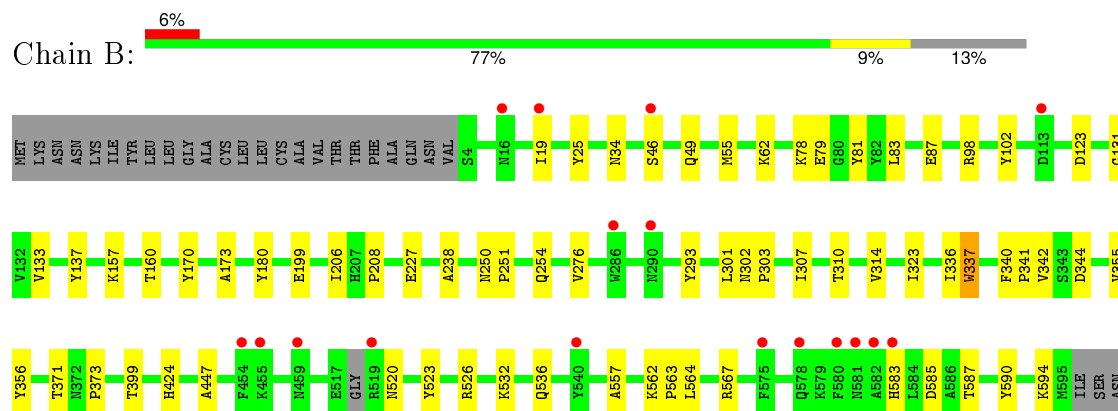 6%
Chain B:
77%
9%
13%
MET LYS ASN ASN LYS ILE TYR LEU LEU GLY ALA CYS LEU LEU CYS ALA VAL THR THR PHE ALA GLN ASN VAL S4 N16 I19 Y25 N34 S46 Q49 M55 K62 K78 E79 G80 Y81 Y82 L83 E87 R98 Y102 D113 D123
V132 V133 Y137 K157 T160 Y170 A173 Y180 E199 I206 H207 P208 E227 A238 N250 P251 Q254 V276 W286 N290 Y293 L301 N302 P303 I307 T310 V314 I323 I336 W337 F340 P341 V342 S343 D344
Y356 T371 N372 P373 T399 H424 A447 F454 K455 N459 E517 GLY R519 N520 Y523 R526 K532 Q536 Y540 A557 K562 P563 L564 R567 F575 Q578 K579 F580 N581 A582 H583 L584 D585 A586 T587 Y590 K594 M595 ILE SER